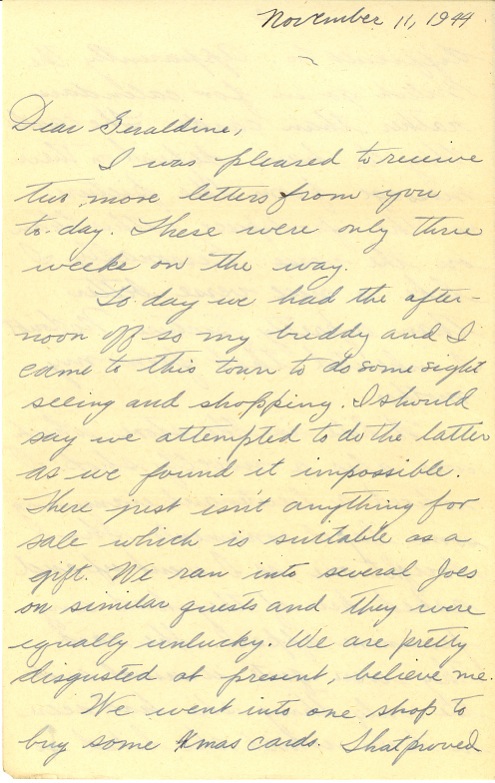 November 11, 1944
Dear Geraldine,
I was pleased to receive
two more letters from you
to-day. These were only three
weeks on the way.
To-day we had the after-
noon off so my buddy and I
came to this town to do some sight
seeing and shopping. I should
say we attempted to do the latter
as we found it impossible.
There just isn't anything for
sale which is suitable as a
gift. We ran into several Joes
on similar quests and they were
equally unlucky. We are pretty
disgusted at present, believe me.
We went into one shop to
buy some Xmas cards. That proved